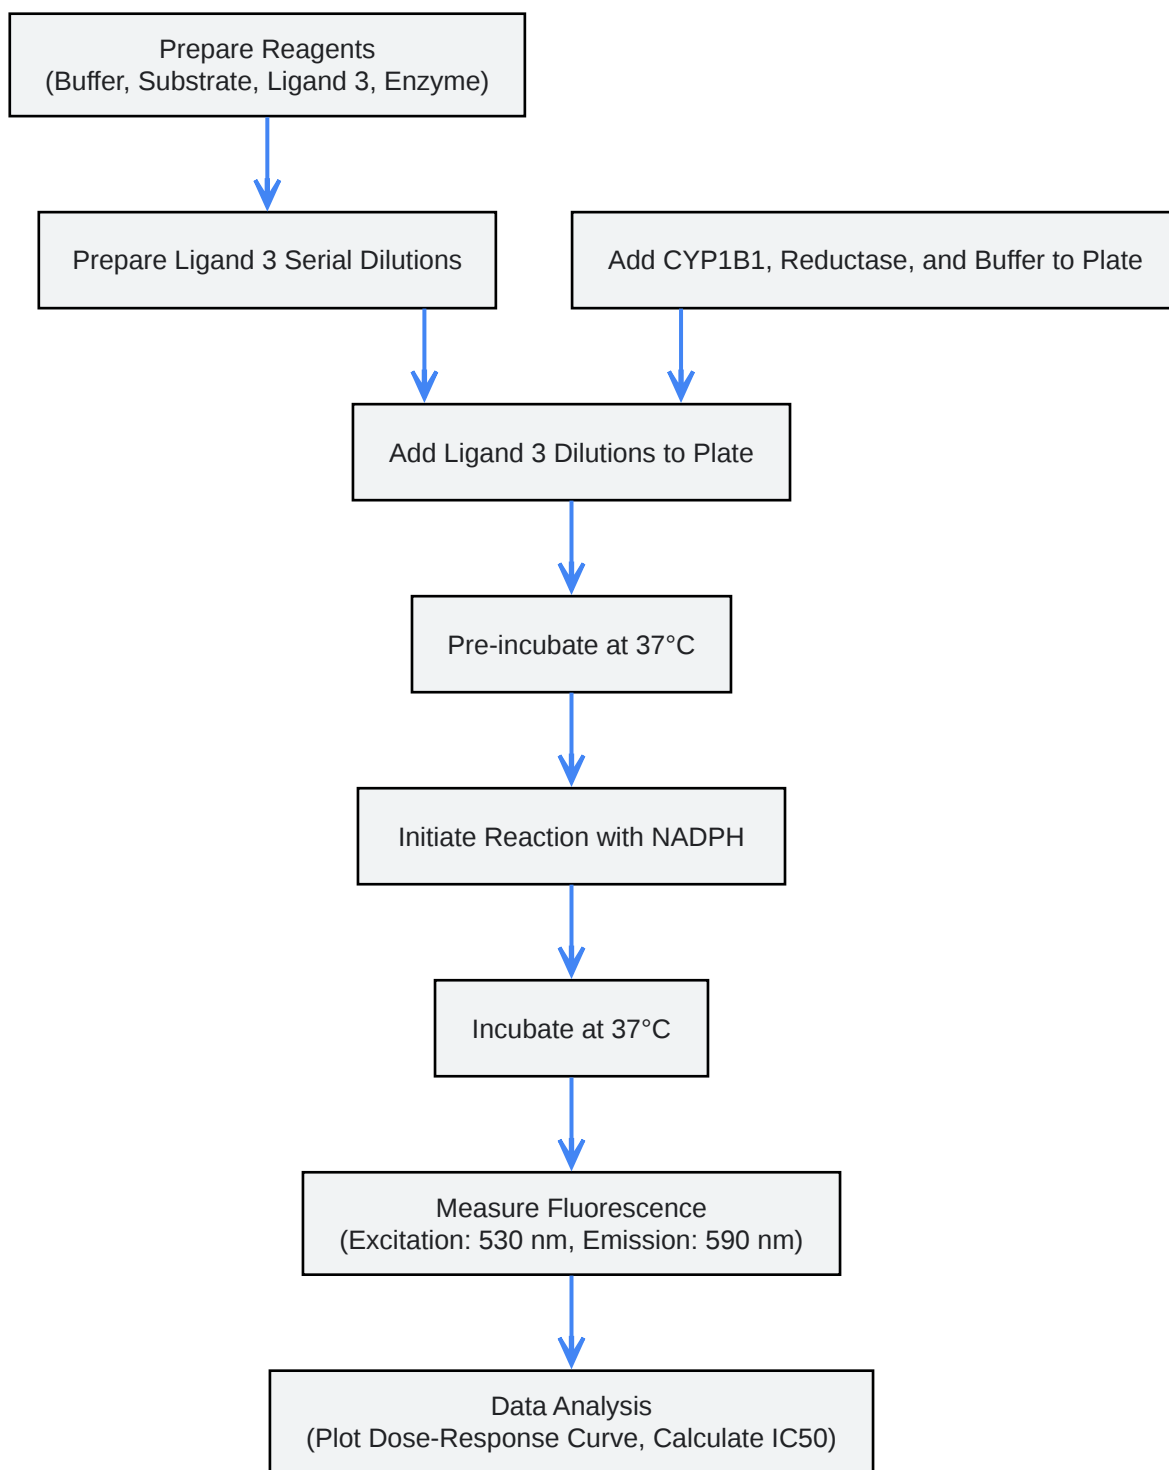 Prepare Reagents
(Buffer, Substrate, Ligand 3, Enzyme)
Prepare Ligand 3 Serial Dilutions
Add CYP1B1, Reductase, and Buffer to Plate
Add Ligand 3 Dilutions to Plate
Pre-incubate at 37°C
Initiate Reaction with NADPH
Incubate at 37°C
Measure Fluorescence
(Excitation: 530 nm, Emission: 590 nm)
Data Analysis
(Plot Dose-Response Curve, Calculate IC50)